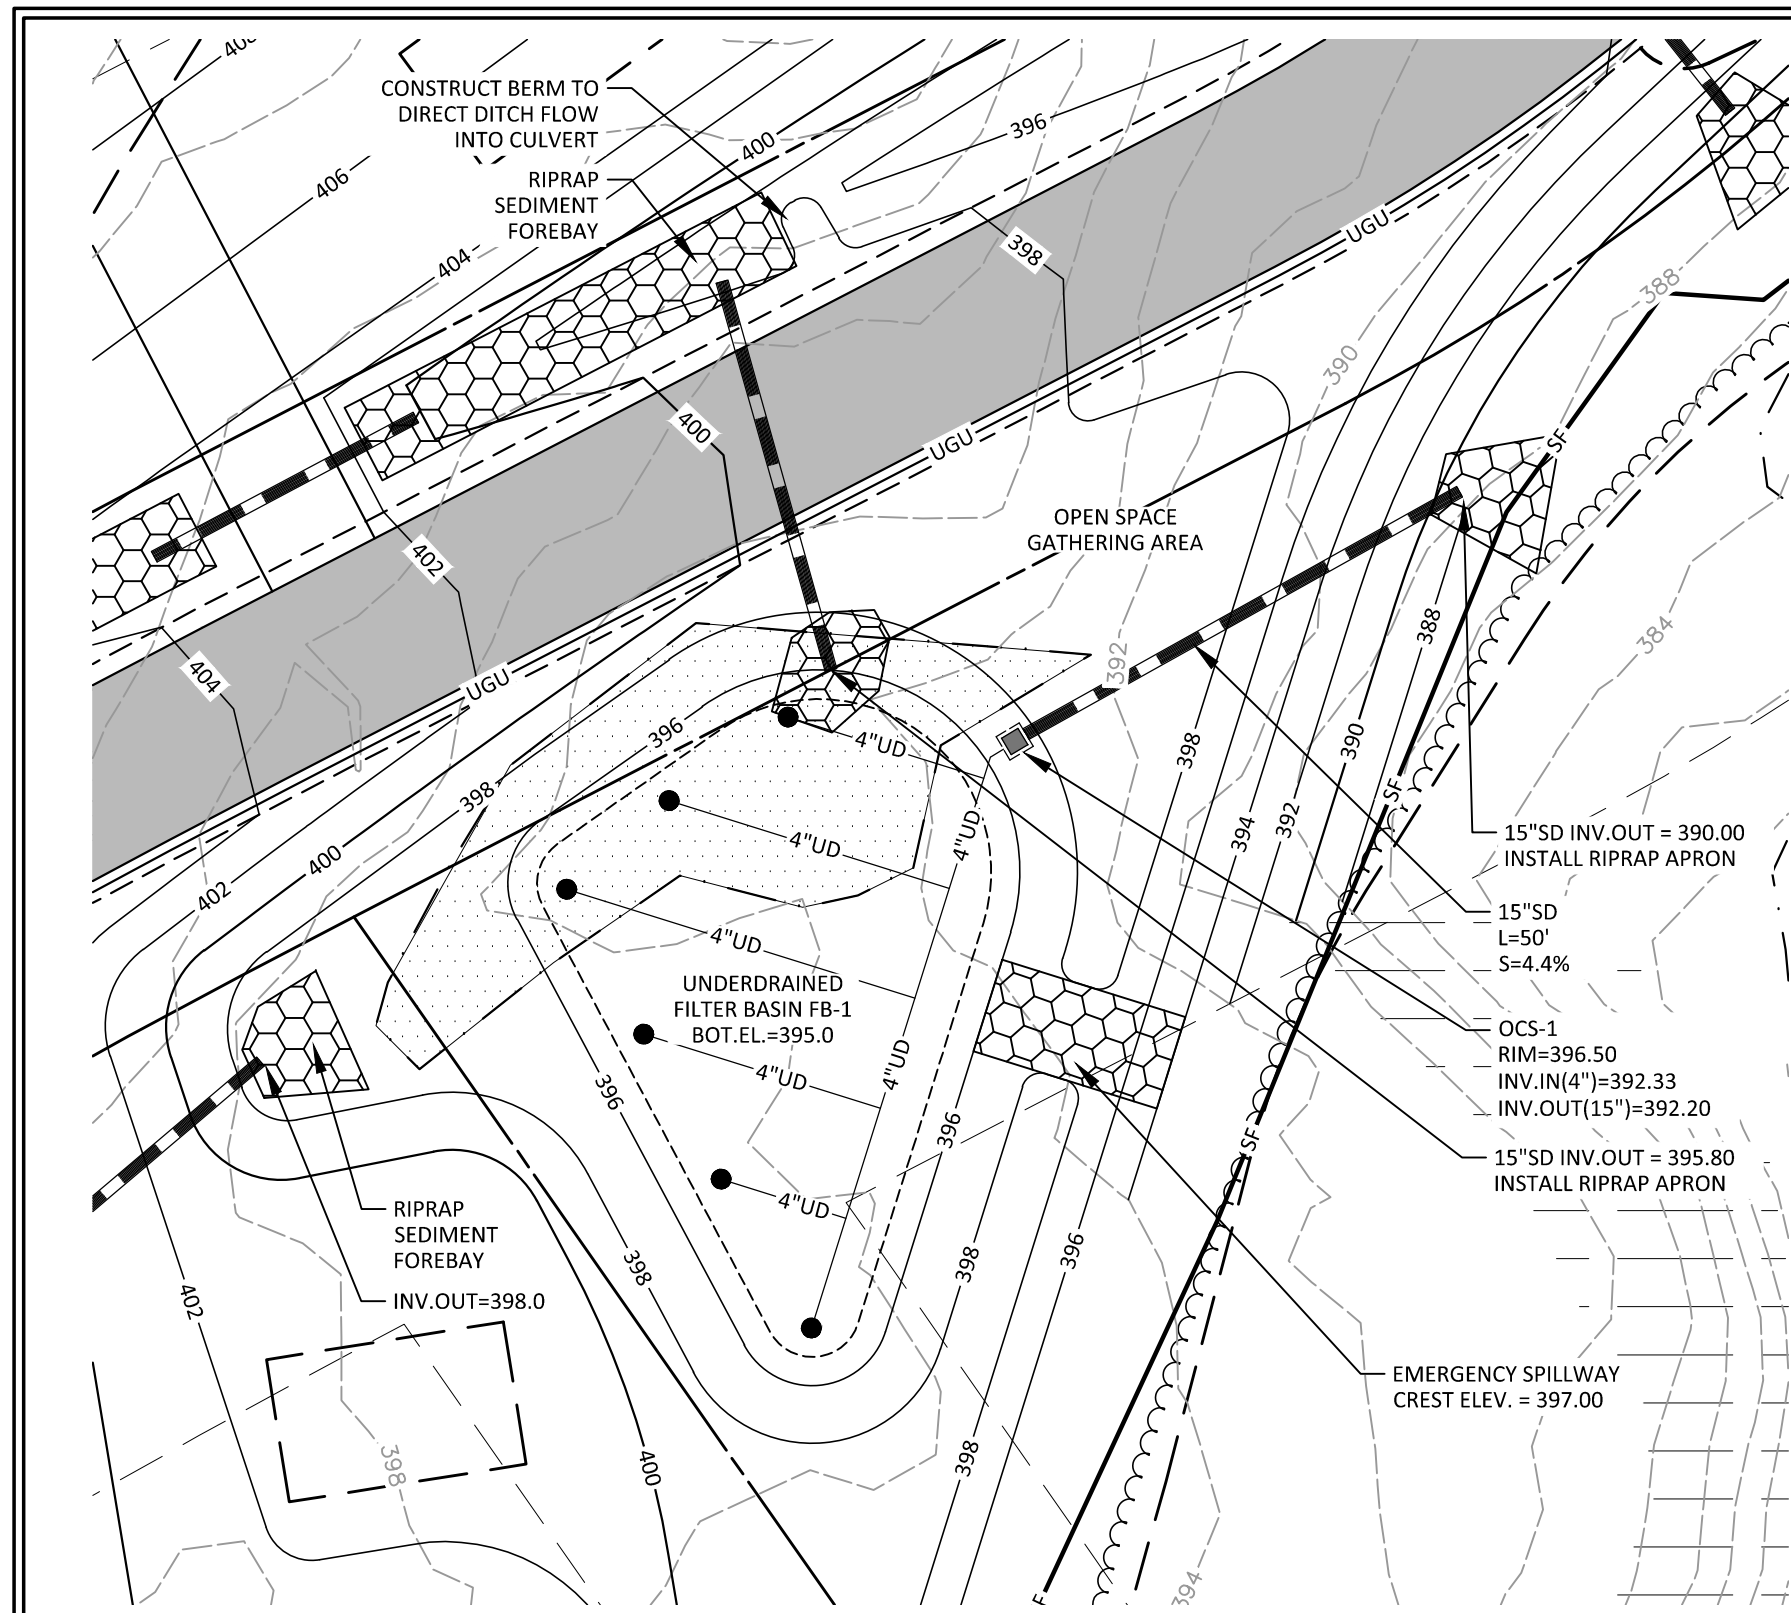 408
CONSTRUCT BERM TO
DIRECT DITCH FLOW
INTO CULVERT
400
396
RIPRAP
SEDIMENT
FOREBAY
406
404
398
UGU
388
390
400
UGU
SF
402
OPEN SPACE
GATHERING AREA
388
384
404
UGU
392
396
4"UD
398
390
398
SF
4"UD
4"UD
394
392
15"SD INV.OUT = 390.00
INSTALL RIPRAP APRON
400
402
4"UD
15"SD
L=50'
S=4.4%
UNDERDRAINED
FILTER BASIN FB-1
BOT.EL.=395.0
OCS-1
RIM=396.50
INV.IN(4")=392.33
INV.OUT(15")=392.20
4"UD
4"UD
396
396
SF
15"SD INV.OUT = 395.80
INSTALL RIPRAP APRON
4"UD
RIPRAP
SEDIMENT
FOREBAY
398
398
396
402
INV.OUT=398.0
EMERGENCY SPILLWAY
CREST ELEV. = 397.00
398
400
398
394